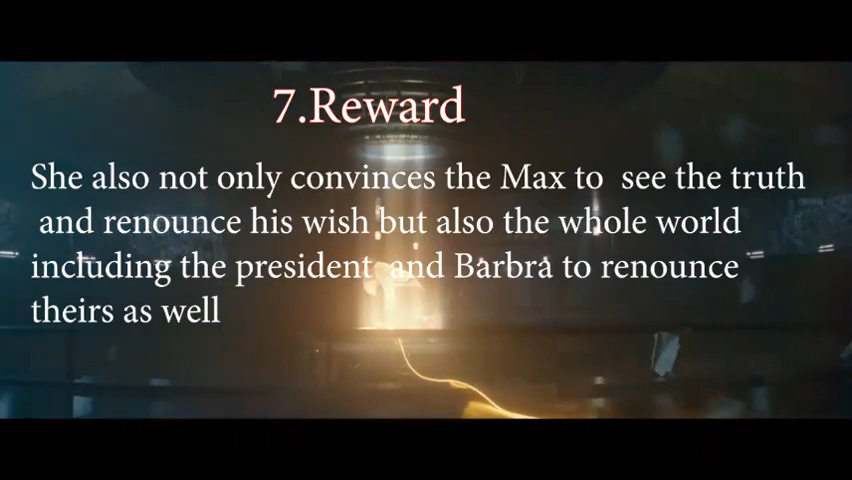 7.Reward
She also not only convinces the Max to  see the truth
and renounce his wish but also the whole world
including the president  and Barbra to renounce
theirs as well